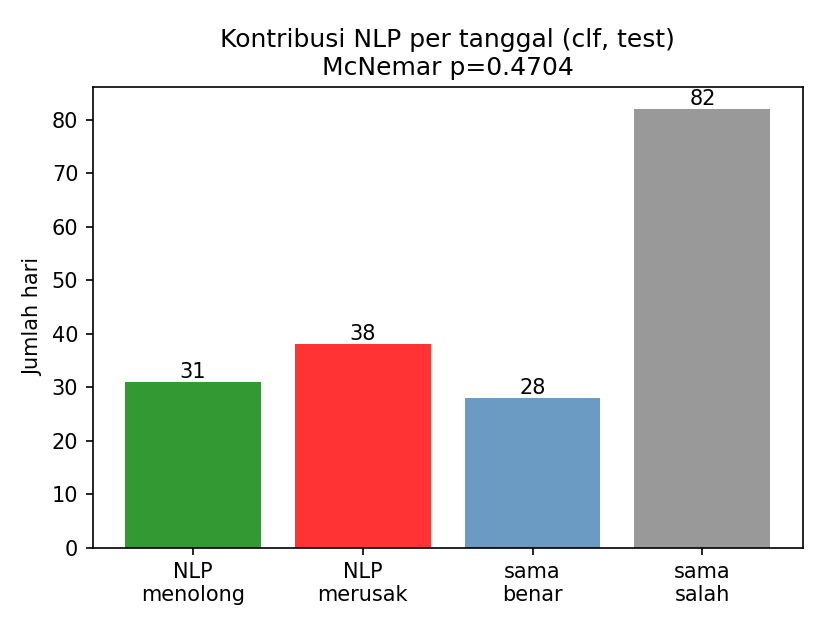 Kontribusi NLP per tanggal (clf, test)
McNemar p=0.4704
Jumlah hari
80
70
60
50
40
30
20
10
0
31
38
28
82
NLP
menolong
NLP
merusak
sama
benar
sama
salah